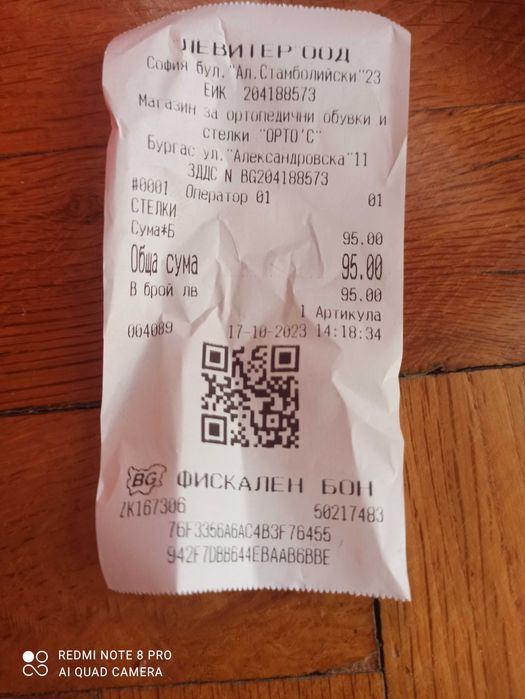 "ЛЕВИТЕР"ООД
София бул."Ал.Стамболийски"23
ЕИК 204188573
Магазин за ортопедични обувки и
стелки "ОРТО'С"
Бургас ул."Александровска"11
ЗДДС N BG204188573
#0001 Оператор 01 01
СТЕЛКИ
Сума*Б 95.00
Обща сума 95.00
В брой лв 95.00
1 Артикула
004089 17-10-2023 14:18:34
BG ФИСКАЛЕН БОН
ZK167306 50217483
76F3356A6AC4B3F76455
942F7DBB644EBAAB6BBE
REDMI NOTE 8 PRO
AI QUAD CAMERA